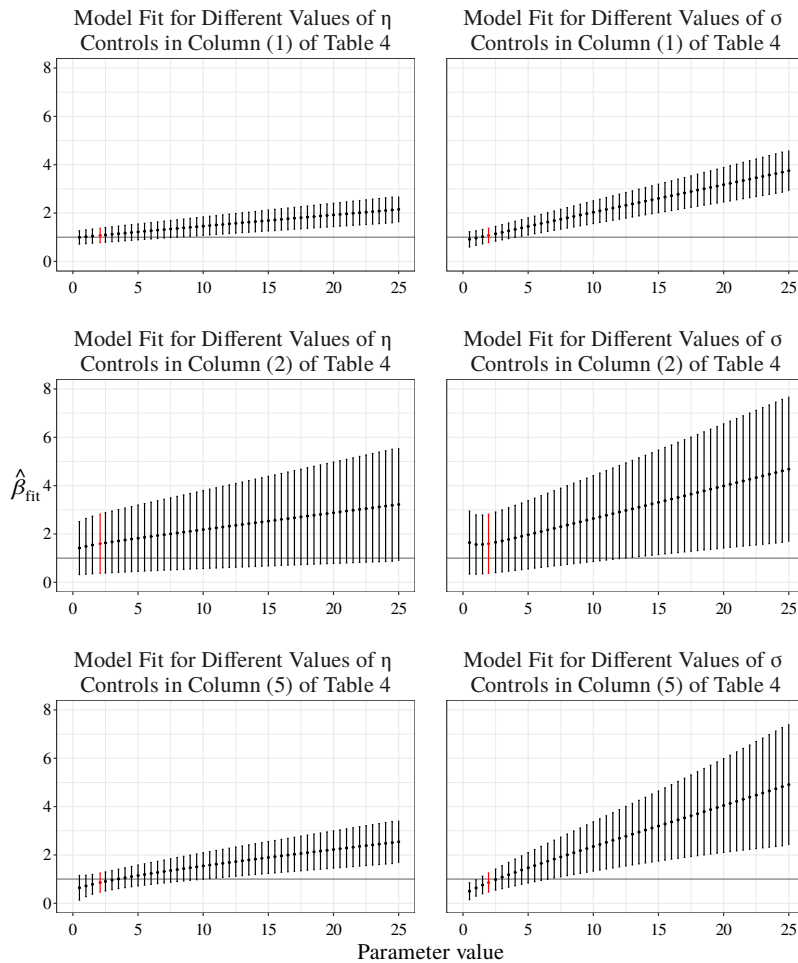 Model Fit for Different Values of η
Controls in Column (1) of Table 4
Model Fit for Different Values of σ
Controls in Column (1) of Table 4
8
6
4
2
0
0 5 10 15 20 25
0 5 10 15 20 25
Model Fit for Different Values of η
Controls in Column (2) of Table 4
Model Fit for Different Values of σ
Controls in Column (2) of Table 4
8
6
4
2
0
β̂fit
0 5 10 15 20 25
0 5 10 15 20 25
Model Fit for Different Values of η
Controls in Column (5) of Table 4
Model Fit for Different Values of σ
Controls in Column (5) of Table 4
8
6
4
2
0
0 5 10 15 20 25
0 5 10 15 20 25
Parameter value